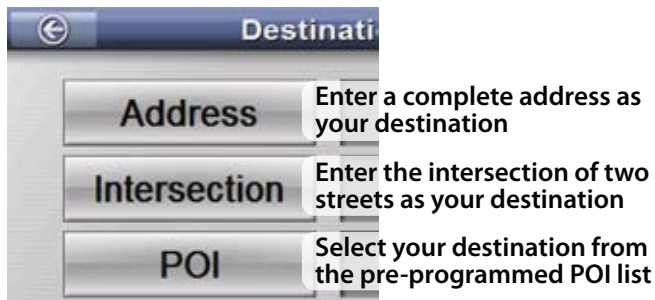 Destinati
Address
Enter a complete address as
your destination
Intersection
Enter the intersection of two
streets as your destination
POI
Select your destination from
the pre-programmed POI list